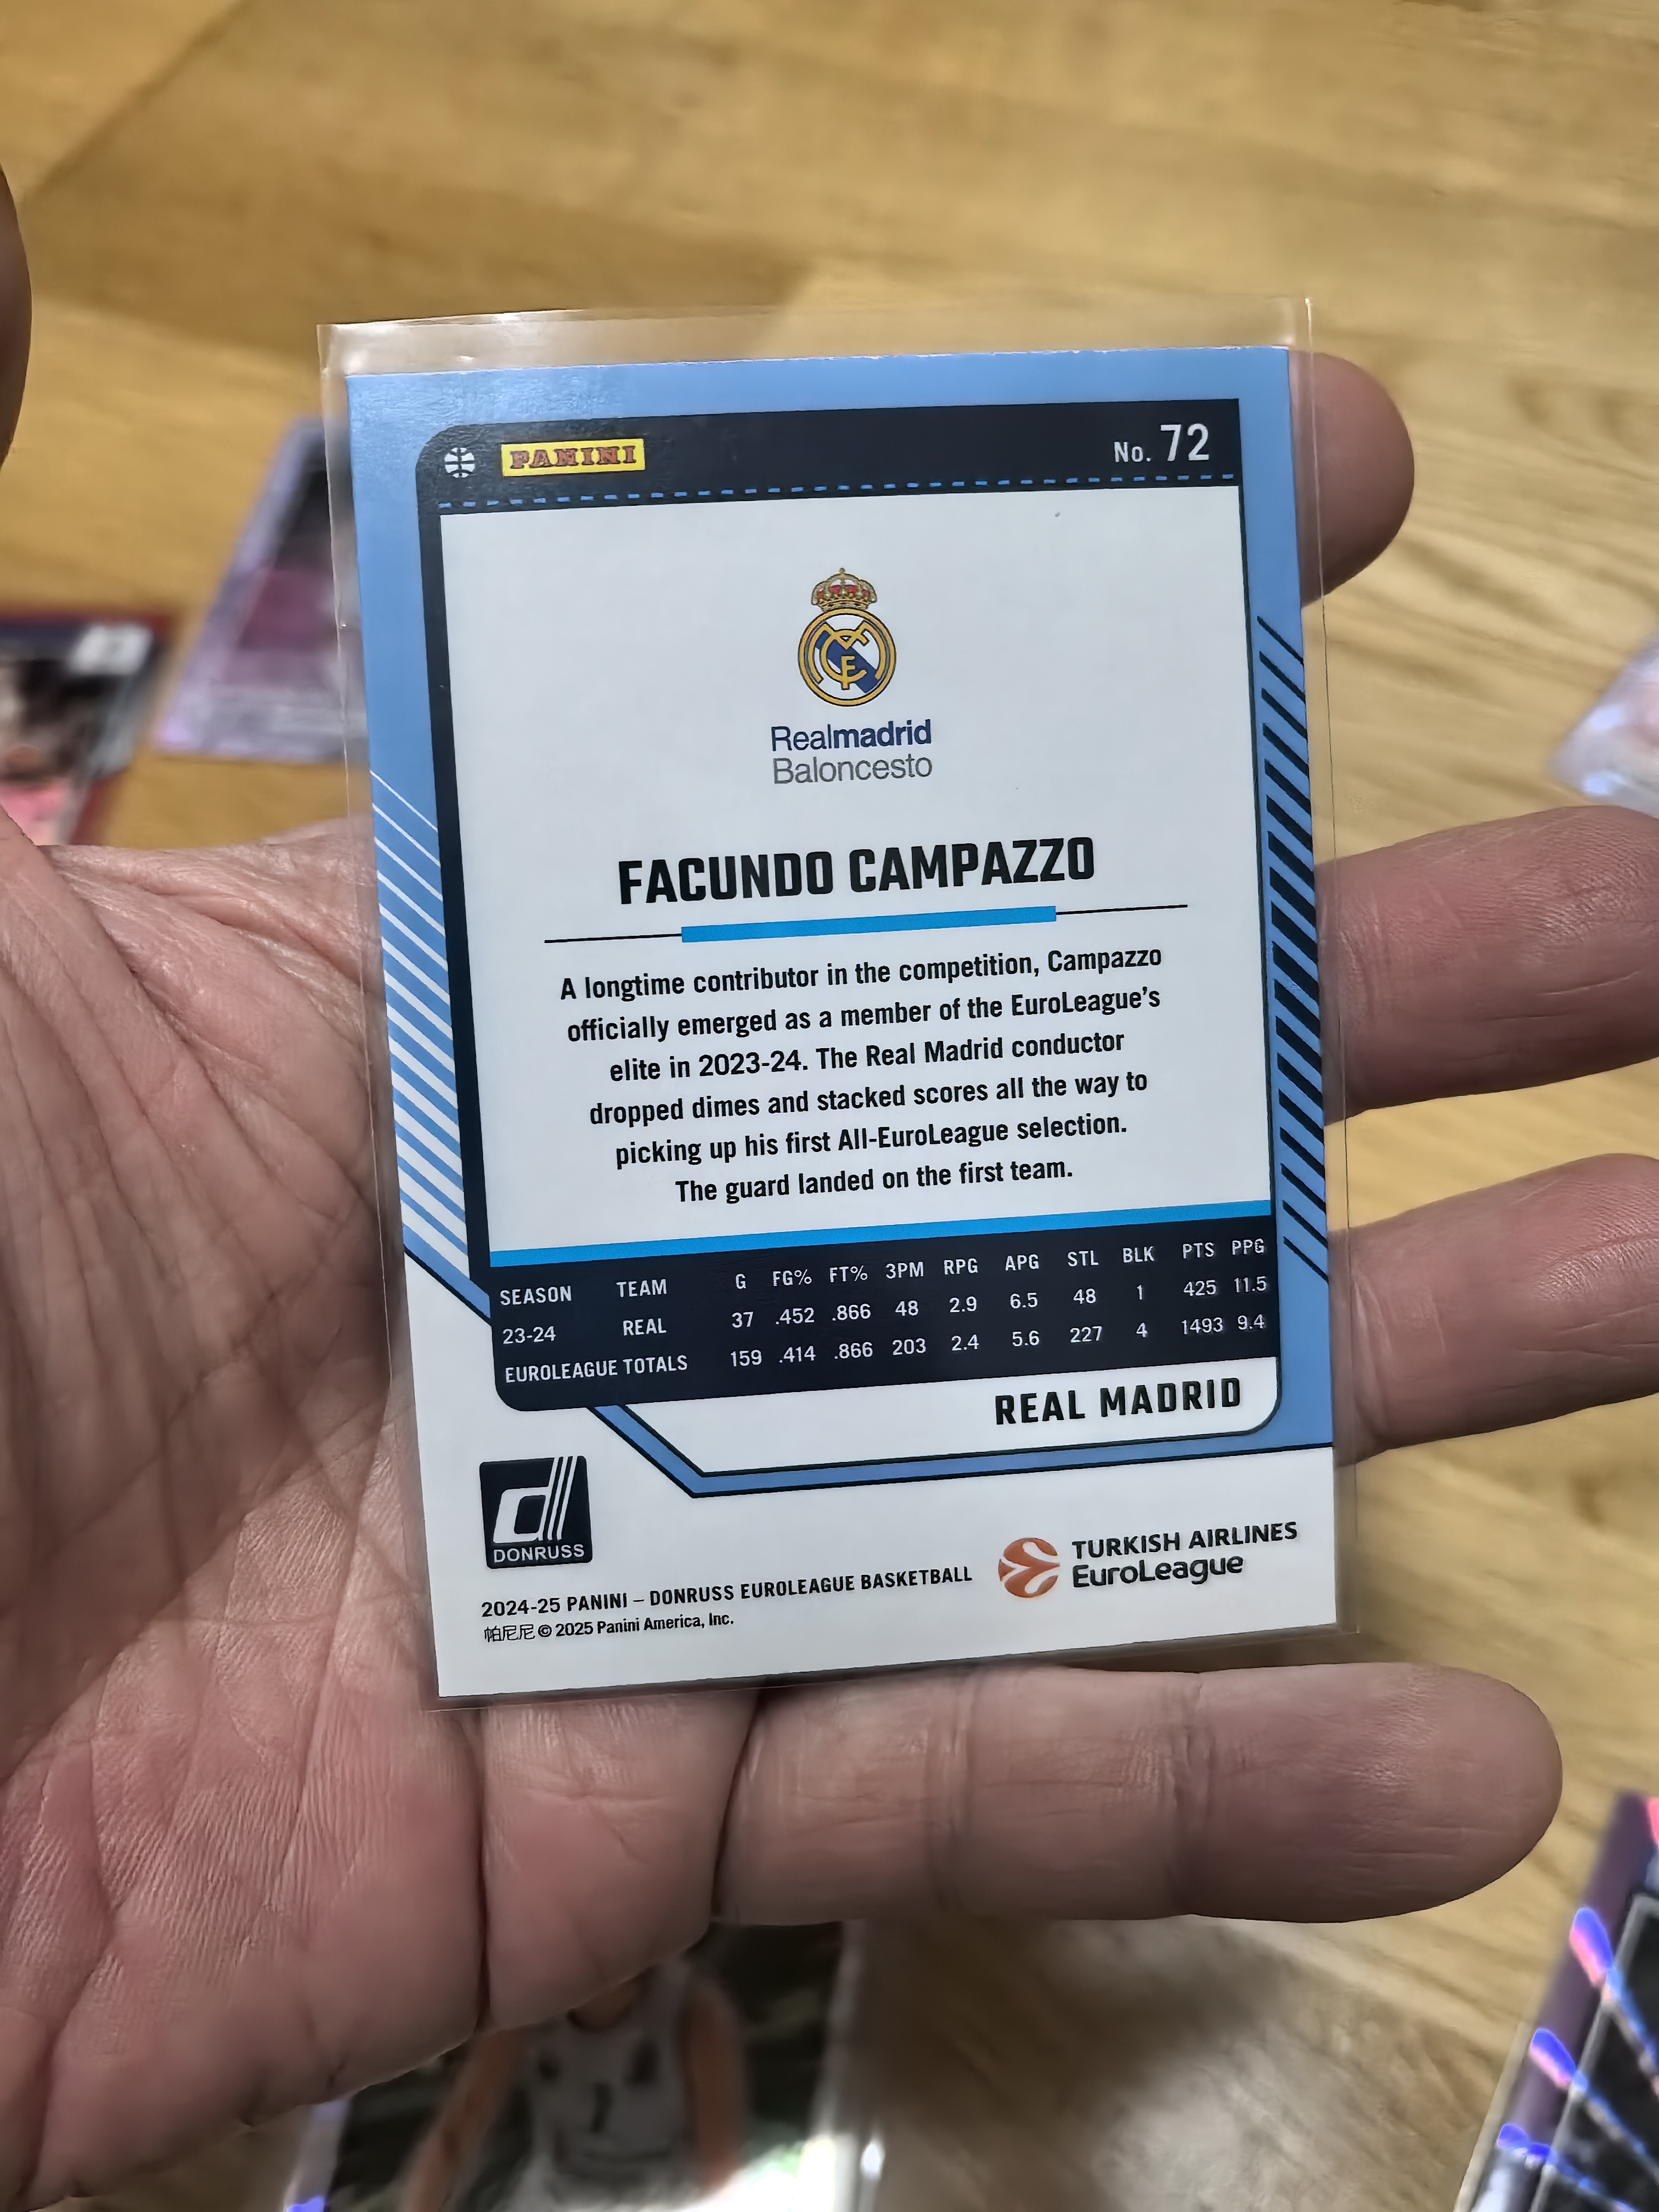 PANINI
No. 72
Realmadrid
Baloncesto
FACUNDO CAMPAZZO
A longtime contributor in the competition, Campazzo
officially emerged as a member of the EuroLeague's
elite in 2023-24. The Real Madrid conductor
dropped dimes and stacked scores all the way to
picking up his first All-EuroLeague selection.
The guard landed on the first team.
SEASON TEAM G FG% FT% 3PM RPG APG STL BLK PTS PPG
23-24 REAL 37 .452 .866 48 2.9 6.5 48 1 425 11.5
EUROLEAGUE TOTALS 159 .414 .866 203 2.4 5.6 227 4 1493 9.4
REAL MADRID
DONRUSS
TURKISH AIRLINES
EuroLeague
2024-25 PANINI – DONRUSS EUROLEAGUE BASKETBALL
帕尼尼 © 2025 Panini America, Inc.